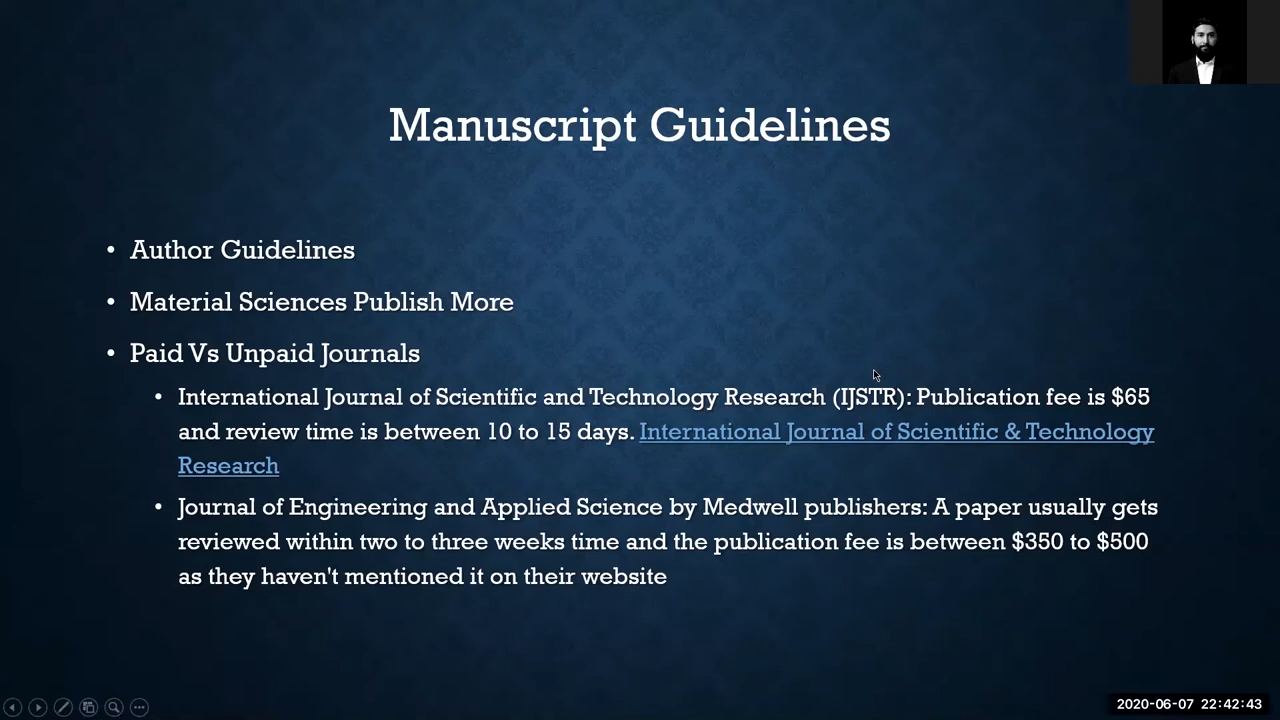 Manuscript Guidelines
• Author Guidelines
• Material Sciences Publish More
• Paid Vs Unpaid Journals
• International Journal of Scientific and Technology Research (IJSTR): Publication fee is $65
and review time is between 10 to 15 days. International Journal of Scientific & Technology
Research
• Journal of Engineering and Applied Science by Medwell publishers: A paper usually gets
reviewed within two to three weeks time and the publication fee is between $350 to $500
as they haven't mentioned it on their website
2020-06-07 22:42:43